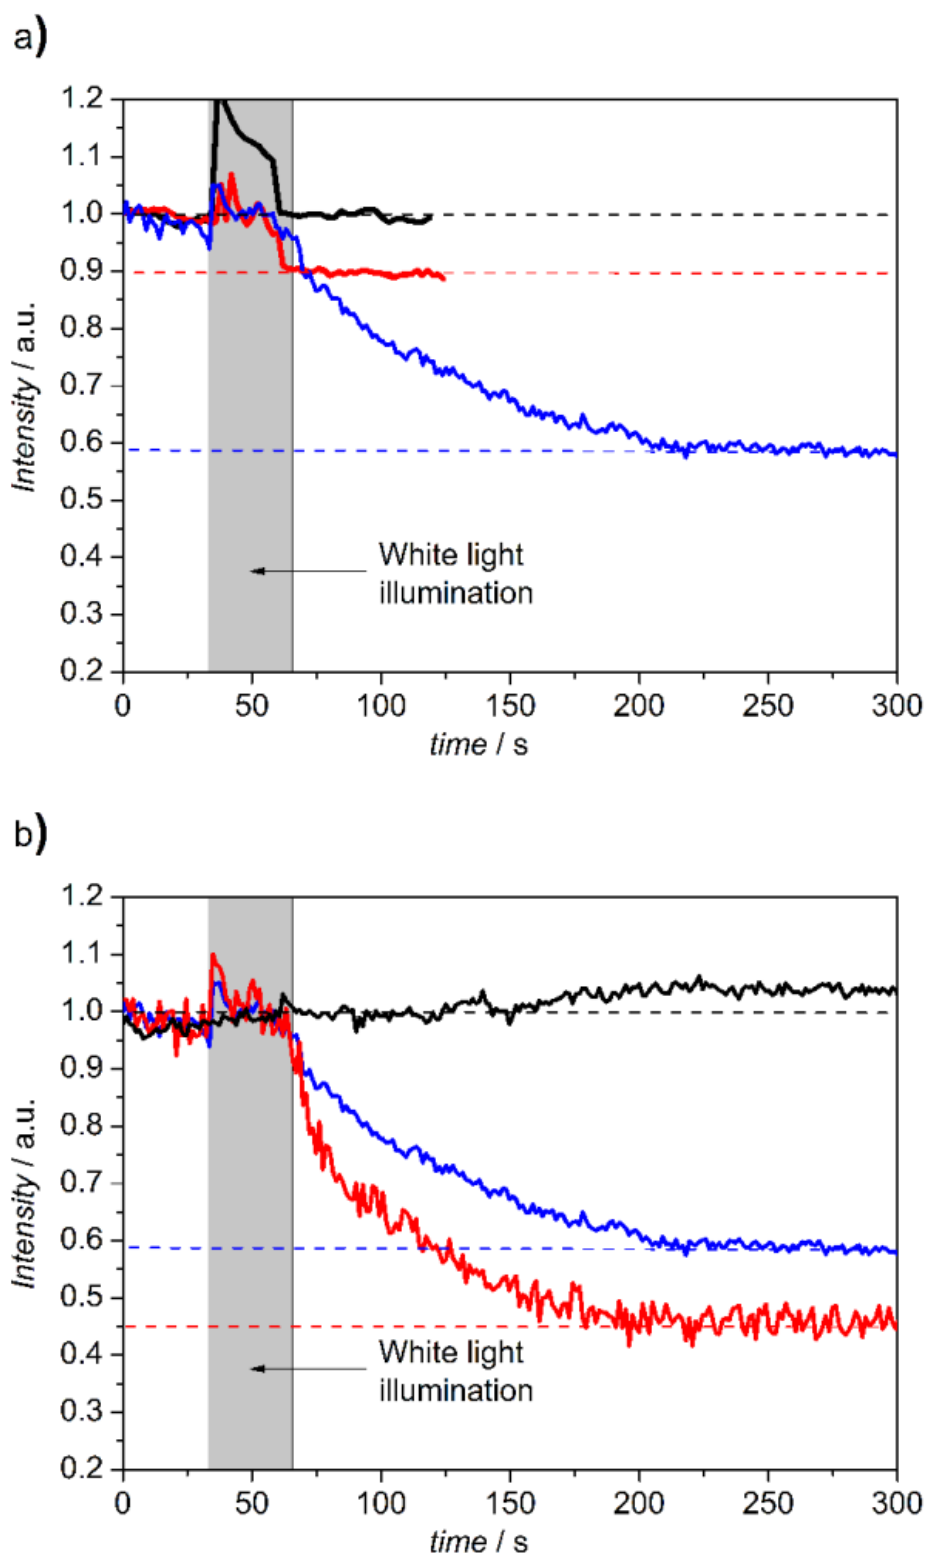 a)
1.2
1.1
1.0
0.9
0.8
0.7
0.6
0.5
0.4
0.3
0.2
Intensity / a.u.
White light
illumination
0 50 100 150 200 250 300
time / s
b)
1.2
1.1
1.0
0.9
0.8
0.7
0.6
0.5
0.4
0.3
0.2
Intensity / a.u.
White light
illumination
0 50 100 150 200 250 300
time / s